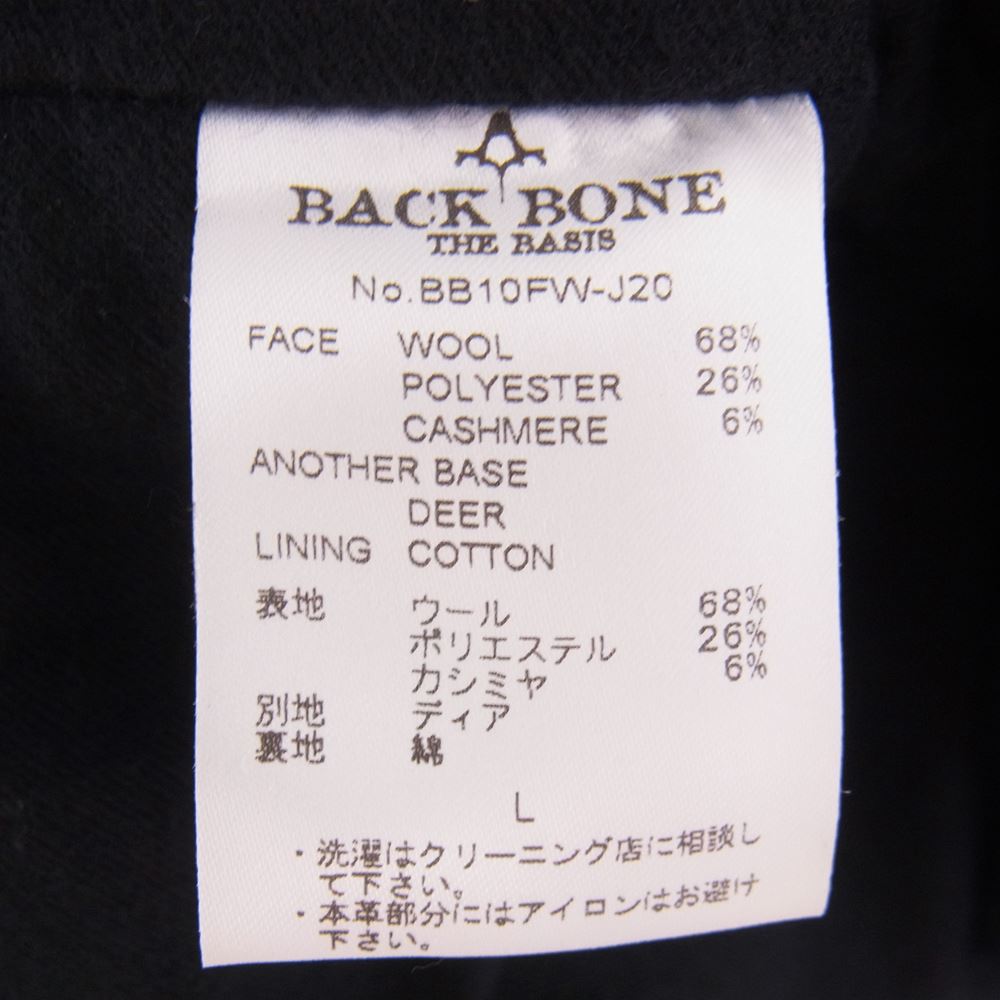 BACK BONE
THE BASIS
No.BB10FW-J20
FACE WOOL 68%
POLYESTER 26%
CASHMERE 6%
ANOTHER BASE
DEER
LINING COTTON
表地 ウール 68%
ポリエステル 26%
カシミヤ 6%
別地 ディア
裏地 綿
L
・洗濯はクリーニング店に相談し
て下さい。
・本革部分にはアイロンはお避け
下さい。